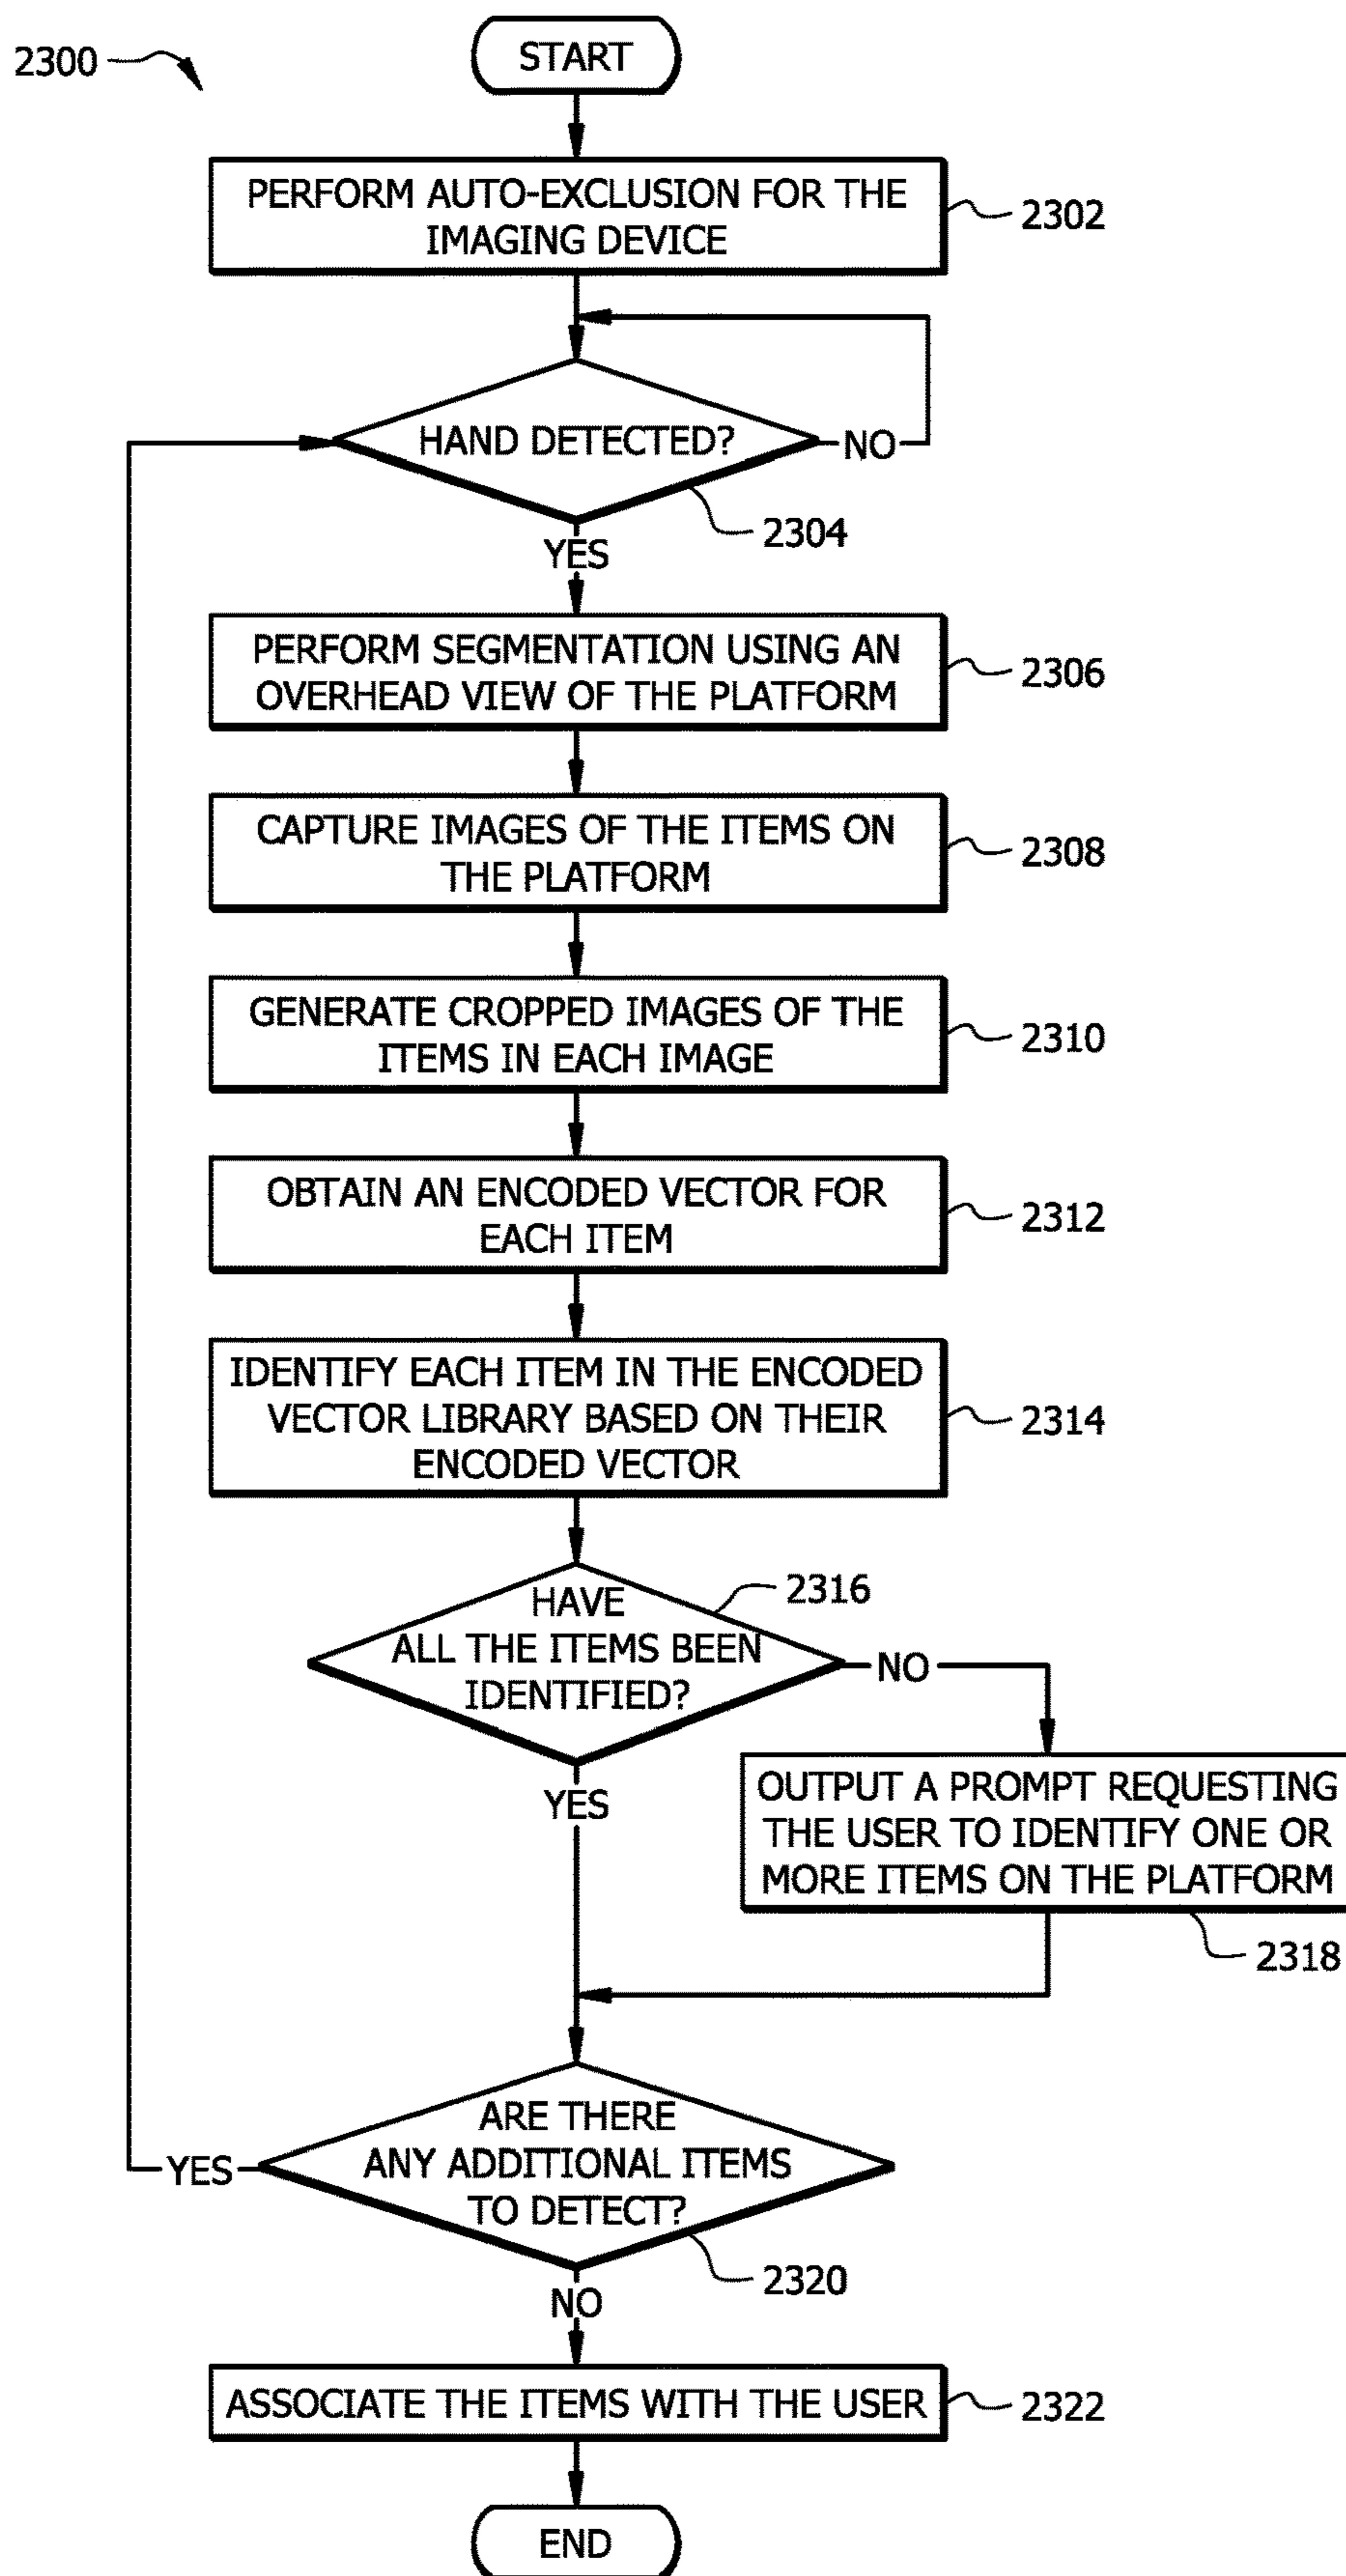 2300
START
PERFORM AUTO-EXCLUSION FOR THE
IMAGING DEVICE
2302
HAND DETECTED?
NO
2304
YES
PERFORM SEGMENTATION USING AN
OVERHEAD VIEW OF THE PLATFORM
2306
CAPTURE IMAGES OF THE ITEMS ON
THE PLATFORM
2308
GENERATE CROPPED IMAGES OF THE
ITEMS IN EACH IMAGE
2310
OBTAIN AN ENCODED VECTOR FOR
EACH ITEM
2312
IDENTIFY EACH ITEM IN THE ENCODED
VECTOR LIBRARY BASED ON THEIR
ENCODED VECTOR
2314
HAVE
ALL THE ITEMS BEEN
IDENTIFIED?
2316
NO
YES
OUTPUT A PROMPT REQUESTING
THE USER TO IDENTIFY ONE OR
MORE ITEMS ON THE PLATFORM
2318
ARE THERE
ANY ADDITIONAL ITEMS
TO DETECT?
YES
2320
NO
ASSOCIATE THE ITEMS WITH THE USER
2322
END